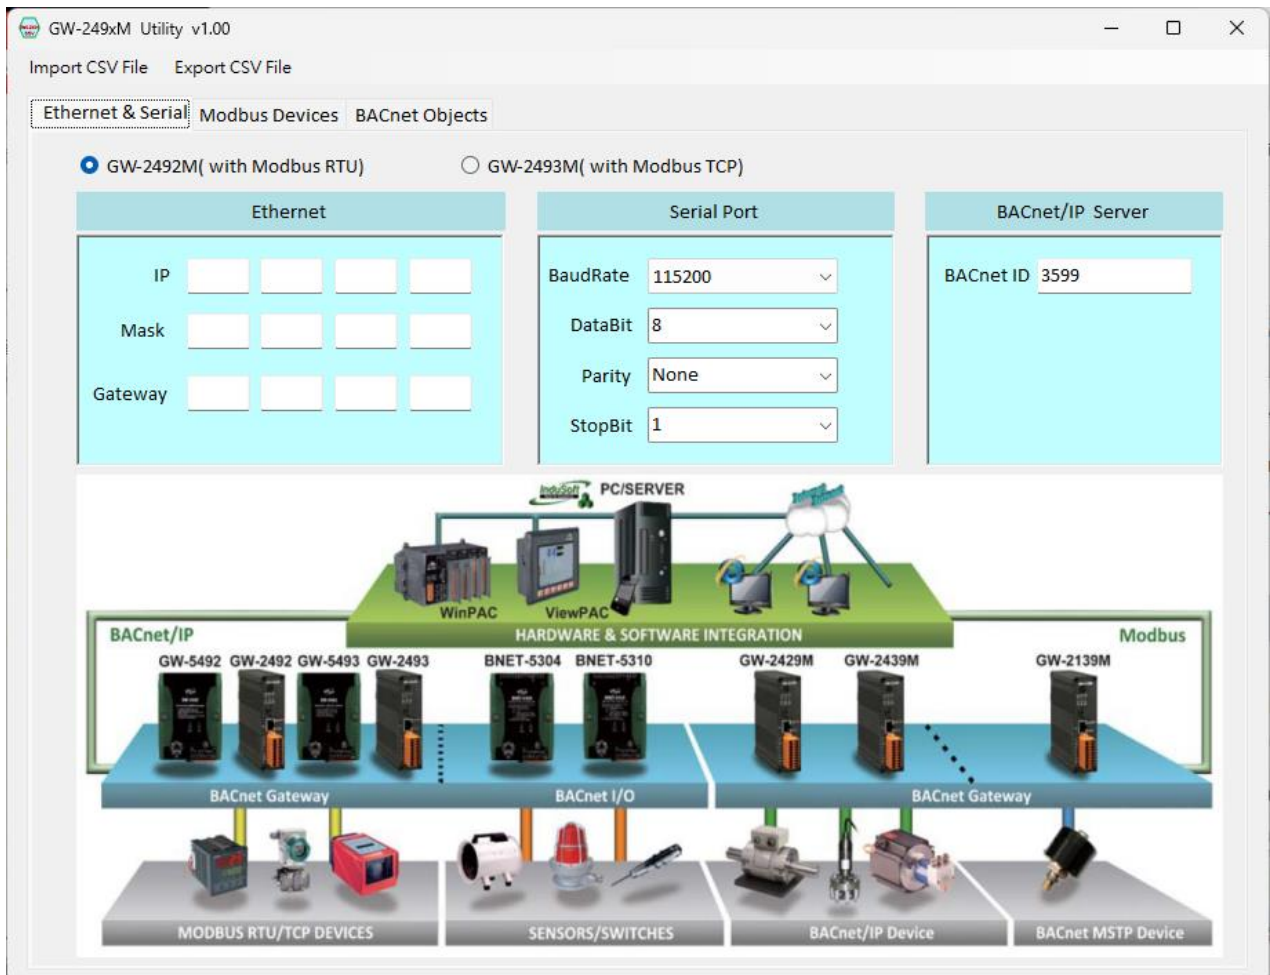 GW-249xM Utility v1.00
Import CSV File Export CSV File
Ethernet & Serial Modbus Devices BACnet Objects
GW-2492M( with Modbus RTU) GW-2493M( with Modbus TCP)
Ethernet Serial Port BACnet/IP Server
IP BaudRate 115200 BACnet ID 3599
Mask DataBit 8
Parity None
Gateway
StopBit 1
InduSoft PC/SERVER
WinPAC ViewPAC
BACnet/IP HARDWARE & SOFTWARE INTEGRATION Modbus
GW-5492 GW-2492 GW-5493 GW-2493 BNET-5304 BNET-5310 GW-2429M GW-2439M GW-2139M
BACnet Gateway BACnet I/O BACnet Gateway
MODBUS RTU/TCP DEVICES SENSORS/SWITCHES BACnet/IP Device BACnet MSTP Device